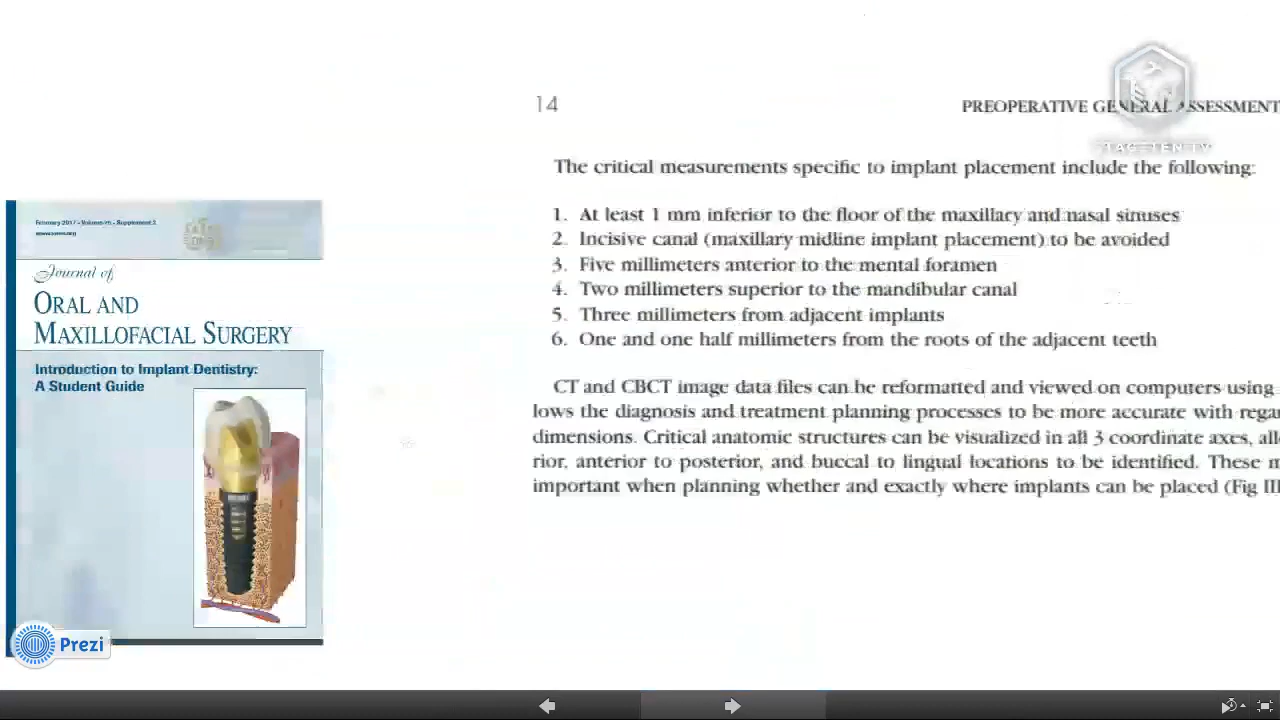 14
PREOPERATIVE GENERAL ASSESSMENT
The critical measurements specific to implant placement include the following:
1. At least 1 mm inferior to the floor of the maxillary and nasal sinuses
2. Incisive canal (maxillary midline implant placement) to be avoided
3. Five millimeters anterior to the mental foramen
4. Two millimeters superior to the mandibular canal
5. Three millimeters from adjacent implants
6. One and one half millimeters from the roots of the adjacent teeth
CT and CBCT image data files can be reformatted and viewed on computers using
lows the diagnosis and treatment planning processes to be more accurate with rega
dimensions. Critical anatomic structures can be visualized in all 3 coordinate axes, all
rior, anterior to posterior, and buccal to lingual locations to be identified. These m
important when planning whether and exactly where implants can be placed (Fig III
February 2017 • Volume 75 • Supplement 2
www.joms.org
Journal of
ORAL AND
MAXILLOFACIAL SURGERY
Introduction to Implant Dentistry:
A Student Guide
Prezi